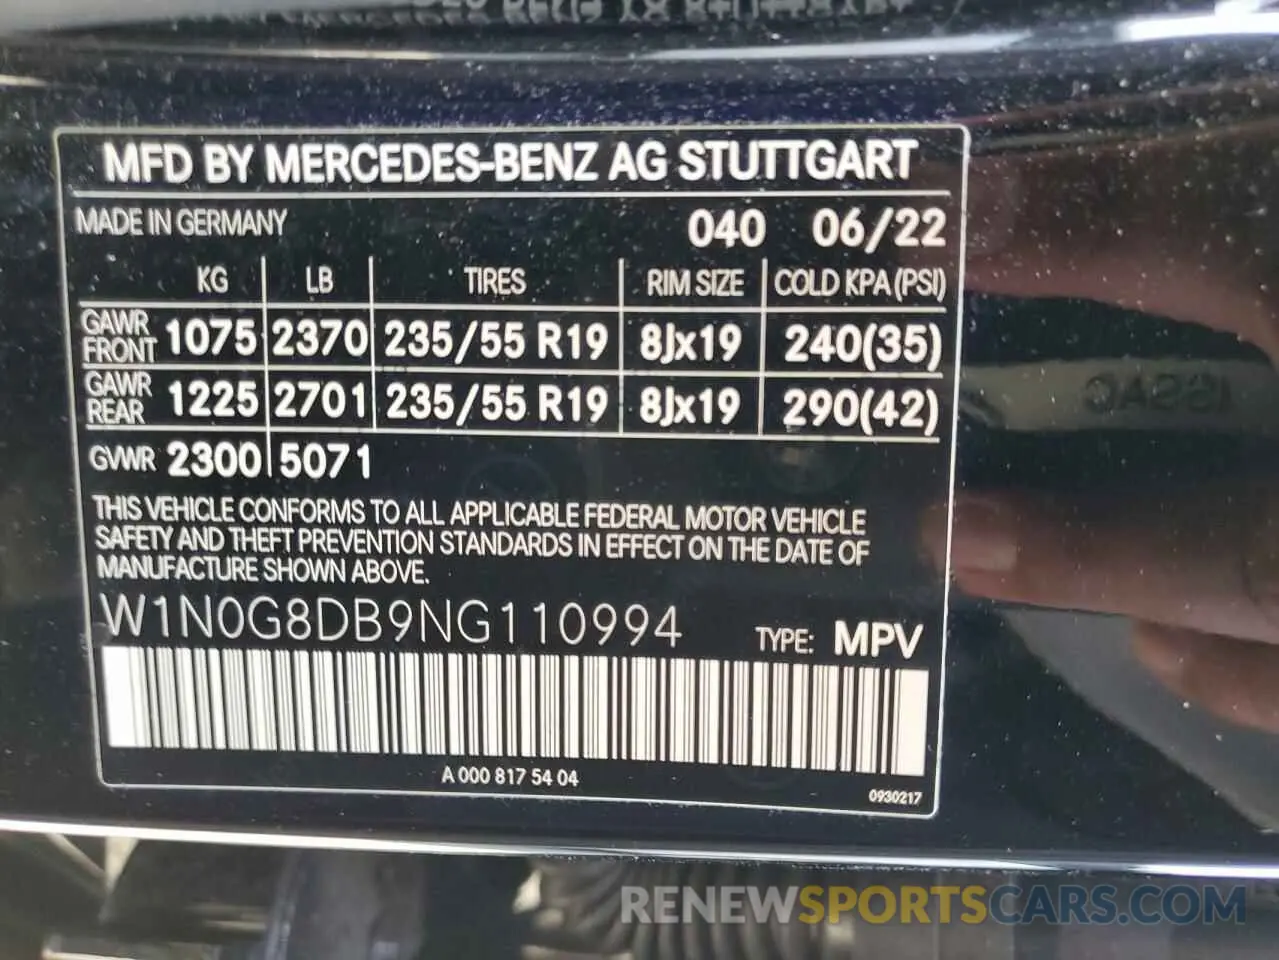 MFD BY MERCEDES-BENZ AG STUTTGART
MADE IN GERMANY 040 06/22
KG LB TIRES RIM SIZE COLD KPA (PSI)
GAWR FRONT 1075 2370 235/55 R19 8Jx19 240(35)
GAWR REAR 1225 2701 235/55 R19 8Jx19 290(42)
GVWR 2300 5071
THIS VEHICLE CONFORMS TO ALL APPLICABLE FEDERAL MOTOR VEHICLE
SAFETY AND THEFT PREVENTION STANDARDS IN EFFECT ON THE DATE OF
MANUFACTURE SHOWN ABOVE.
W1N0G8DB9NG110994 TYPE: MPV
A 000 817 54 04
0930217
RENEWSPORTSCARS.COM